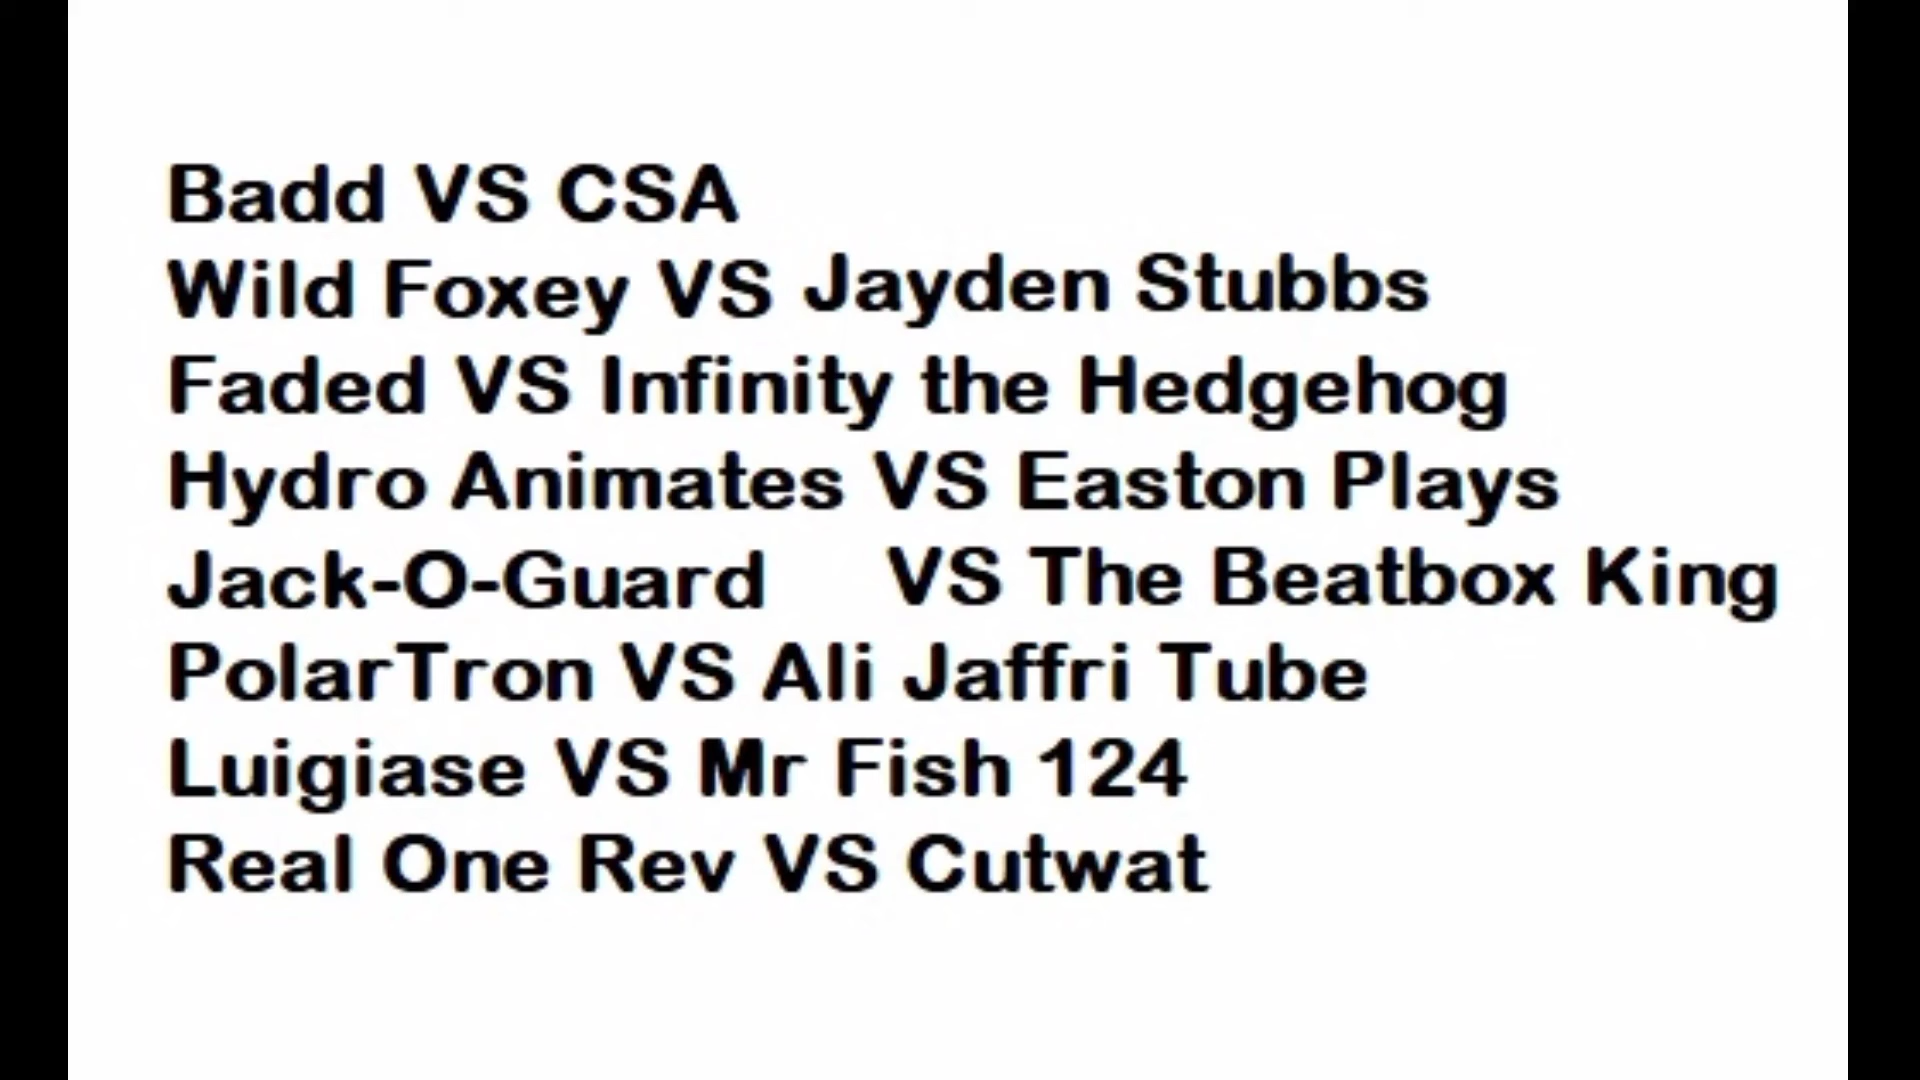 Badd VS CSA
Wild Foxey VS Jayden Stubbs
Faded VS Infinity the Hedgehog
Hydro Animates VS Easton Plays
Jack-O-Guard VS The Beatbox King
PolarTron VS Ali Jaffri Tube
Luigiase VS Mr Fish 124
Real One Rev VS Cutwat